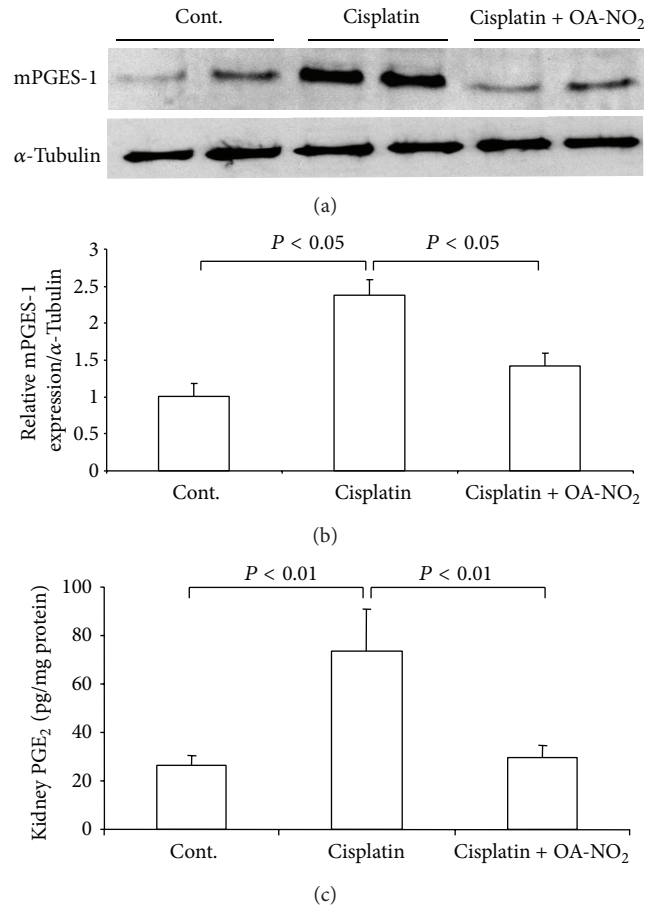 Cont. Cisplatin Cisplatin + OA-NO₂
mPGES-1
α-Tubulin
(a)
P < 0.05 P < 0.05
Relative mPGES-1
expression/α-Tubulin
3
2.5
2
1.5
1
0.5
0
Cont. Cisplatin Cisplatin + OA-NO₂
(b)
P < 0.01 P < 0.01
Kidney PGE₂ (pg/mg protein)
100
80
60
40
20
0
Cont. Cisplatin Cisplatin + OA-NO₂
(c)